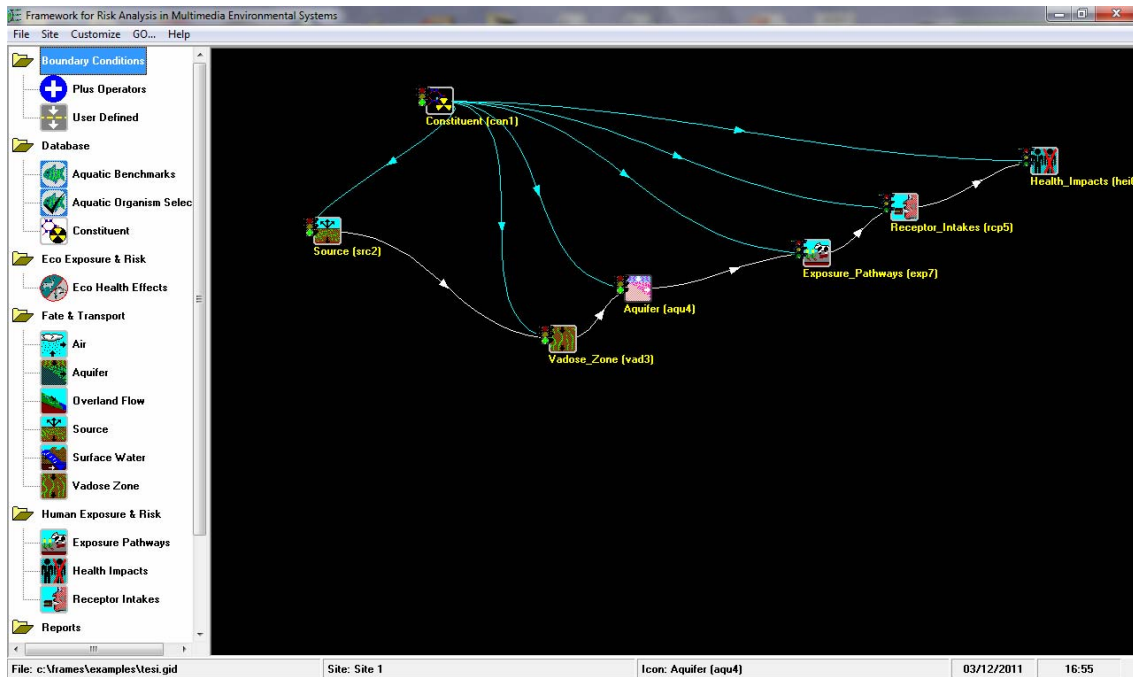 Framework for Risk Analysis in Multimedia Environmental Systems
File Site Customize GO... Help
Boundary Conditions
Plus Operators
User Defined
Database
Aquatic Benchmarks
Aquatic Organism Selec
Constituent
Eco Exposure & Risk
Eco Health Effects
Fate & Transport
Air
Aquifer
Overland Flow
Source
Surface Water
Vadose Zone
Human Exposure & Risk
Exposure Pathways
Health Impacts
Receptor Intakes
Reports
Constituent (con1)
Health_Impacts (hei6
Receptor_Intakes (rcp5)
Source (src2)
Exposure_Pathways (exp7)
Aquifer (aqu4)
Vadose_Zone (vad3)
File: c:\frames\examples\tesi.gid Site: Site 1 Icon: Aquifer (aqu4) 03/12/2011 16:55